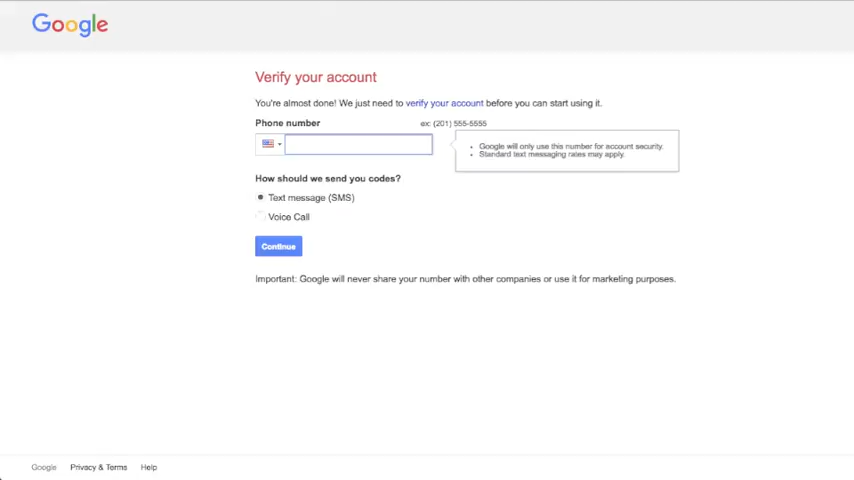 Google
Verify your account
You're almost done! We just need to verify your account before you can start using it.
Phone number
ex: (201) 555-5555
Google will only use this number for account security.
Standard text messaging rates may apply.
How should we send you codes?
Text message (SMS)
Voice Call
Continue
Important: Google will never share your number with other companies or use it for marketing purposes.
Google Privacy & Terms Help